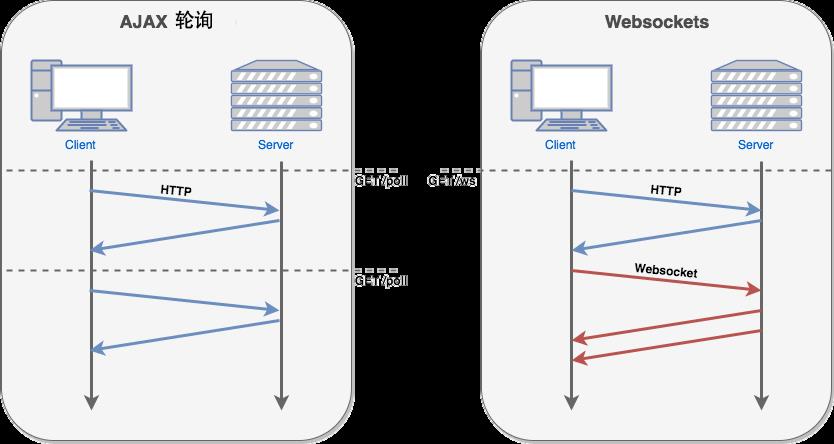 AJAX 轮询
Client
Server
HTTP
GET/poll
GET/poll
Websockets
Client
Server
GET/ws
HTTP
Websocket